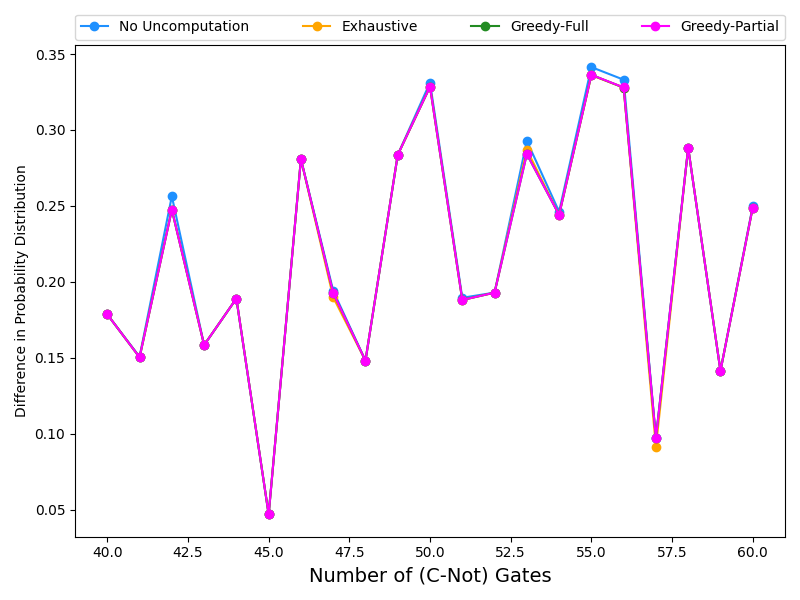 No Uncomputation Exhaustive Greedy-Full Greedy-Partial
0.35
0.30
0.25
0.20
0.15
0.10
0.05
Difference in Probability Distribution
40.0 42.5 45.0 47.5 50.0 52.5 55.0 57.5 60.0
Number of (C-Not) Gates